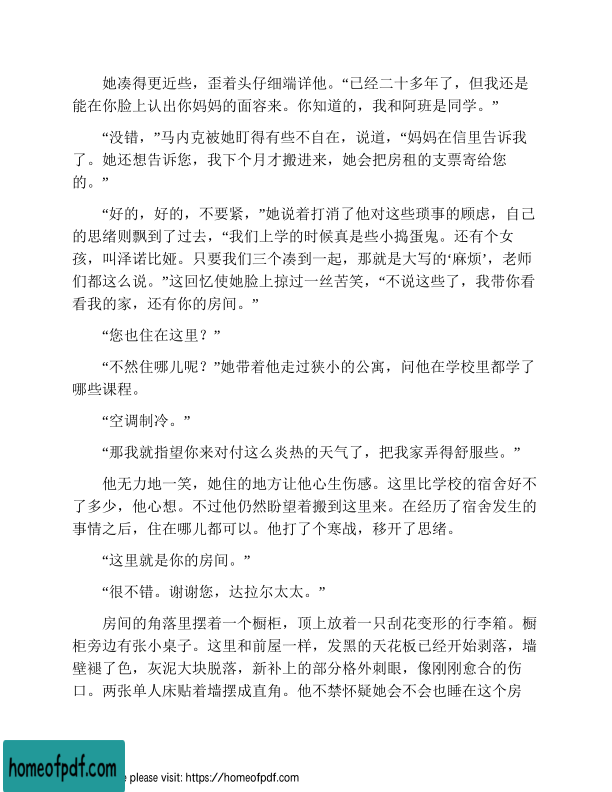 她凑得更近些，歪着头仔细端详他。“已经二十多年了，但我还是
能在你脸上认出你妈妈的面容来。你知道的，我和阿班是同学。”
“没错，”马内克被她盯得有些不自在，说道，“妈妈在信里告诉我
了。她还想告诉您，我下个月才搬进来，她会把房租的支票寄给您
的。”
“好的，好的，不要紧，”她说着打消了他对这些琐事的顾虑，自己
的思绪则飘到了过去，“我们上学的时候真是些小捣蛋鬼。还有个女
孩，叫泽诺比娅。只要我们三个凑到一起，那就是大写的‘麻烦’，老师
们都这么说。”这回忆使她脸上掠过一丝苦笑，“不说这些了，我带你看
看我的家，还有你的房间。”
“您也住在这里？”
“不然住哪儿呢？”她带着他走过狭小的公寓，问他在学校里都学了
哪些课程。
“空调制冷。”
“那我就指望你来对付这么炎热的天气了，把我家弄得舒服些。”
他无力地一笑，她住的地方让他心生伤感。这里比学校的宿舍好不
了多少，他心想。不过他仍然盼望着搬到这里来。在经历了宿舍发生的
事情之后，住在哪儿都可以。他打了个寒战，移开了思绪。
“这里就是你的房间。”
“很不错。谢谢您，达拉尔太太。”
房间的角落里摆着一个橱柜，顶上放着一只刮花变形的行李箱。橱
柜旁边有张小桌子。这里和前屋一样，发黑的天花板已经开始剥落，墙
壁褪了色，灰泥大块脱落，新补上的部分格外刺眼，像刚刚愈合的伤
口。两张单人床贴着墙摆成直角。他不禁怀疑她会不会也睡在这个房
homeofpdf.com
e please visit: https://homeofpdf.com